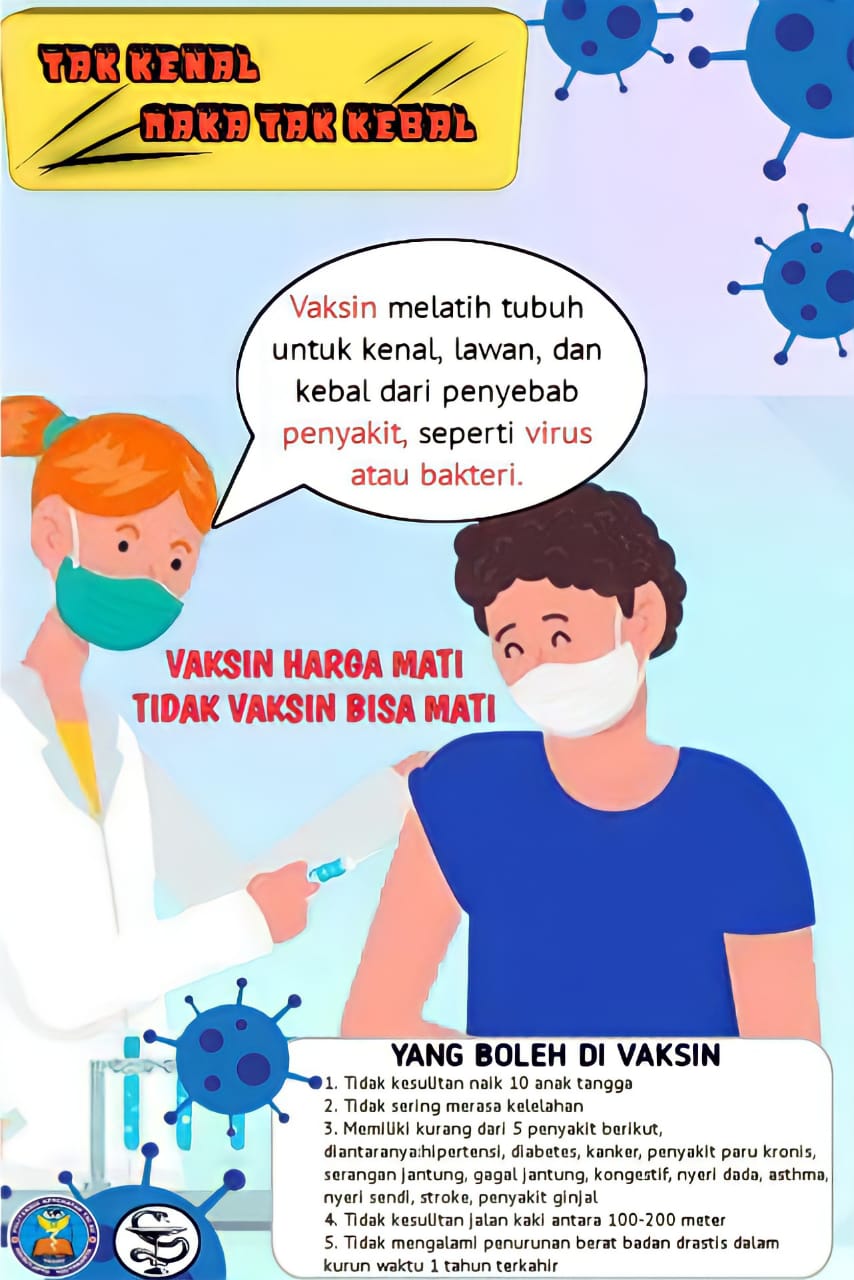 TAK KENAL
MAKA TAK KEBAL
Vaksin melatih tubuh
untuk kenal, lawan, dan
kebal dari penyebab
penyakit, seperti virus
atau bakteri.
VAKSIN HARGA MATI
TIDAK VAKSIN BISA MATI
YANG BOLEH DI VAKSIN
1. Tidak kesulitan naik 10 anak tangga
2. Tidak sering merasa kelelahan
3. Memiliki kurang dari 5 penyakit berikut,
diantaranya:hipertensi, diabetes, kanker, penyakit paru kronis,
serangan jantung, gagal jantung, kongestif, nyeri dada, asthma,
nyeri sendi, stroke, penyakit ginjal
4. Tidak kesulitan jalan kaki antara 100-200 meter
5. Tidak mengalami penurunan berat badan drastis dalam
kurun waktu 1 tahun terkahir